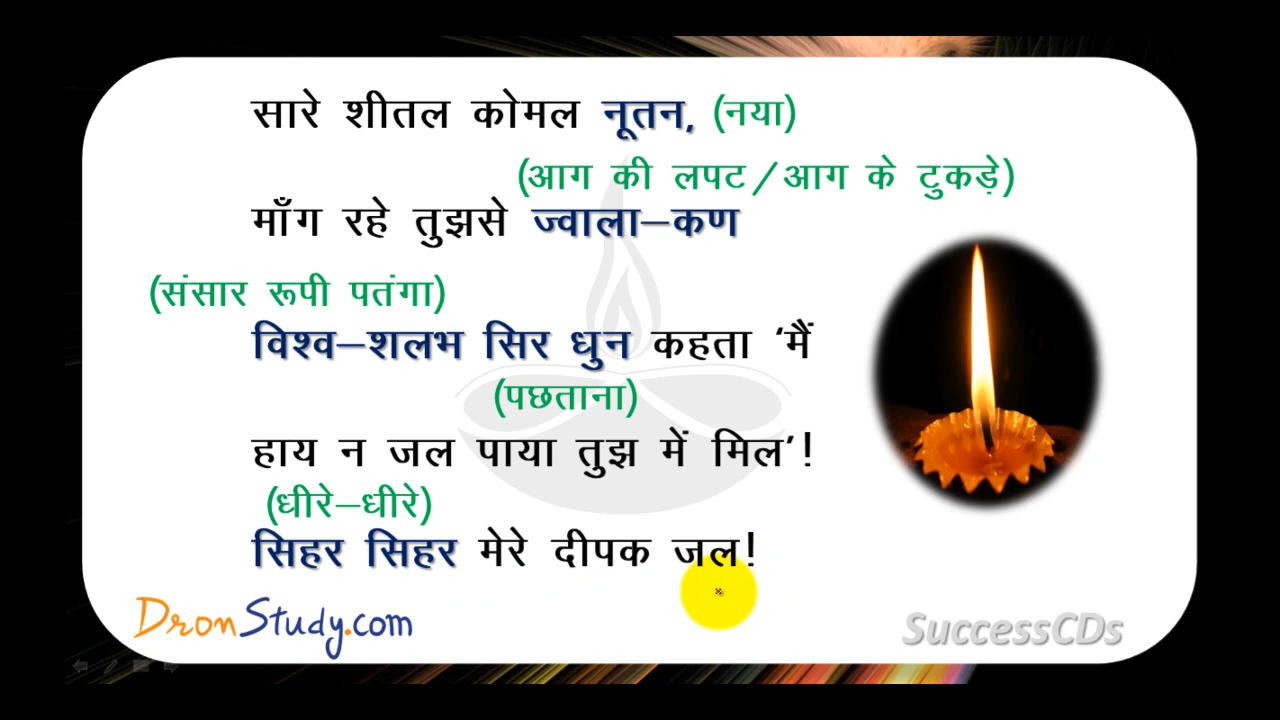 सारे शीतल कोमल नूतन, (नया)
(आग की लपट/आग के टुकड़े)
माँग रहे तुझसे ज्वाला–कण
(संसार रूपी पतंगा)
विश्व–शलभ सिर धुन कहता ‘मैं
(पछताना)
हाय न जल पाया तुझ में मिल’!
(धीरे–धीरे)
सिहर सिहर मेरे दीपक जल!
DronStudy.com
SuccessCDs